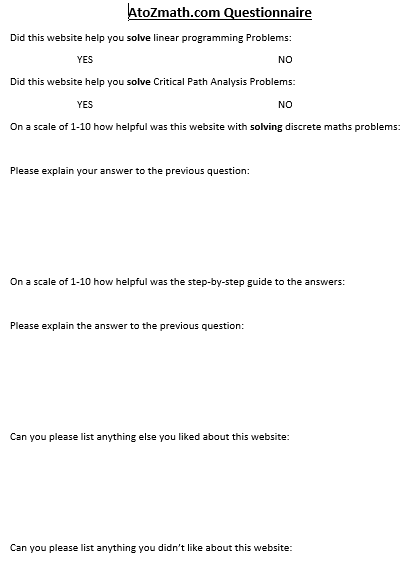 AtoZmath.com Questionnaire
Did this website help you solve linear programming Problems:
YES NO
Did this website help you solve Critical Path Analysis Problems:
YES NO
On a scale of 1-10 how helpful was this website with solving discrete maths problems:
Please explain your answer to the previous question:
On a scale of 1-10 how helpful was the step-by-step guide to the answers:
Please explain the answer to the previous question:
Can you please list anything else you liked about this website:
Can you please list anything you didn't like about this website: